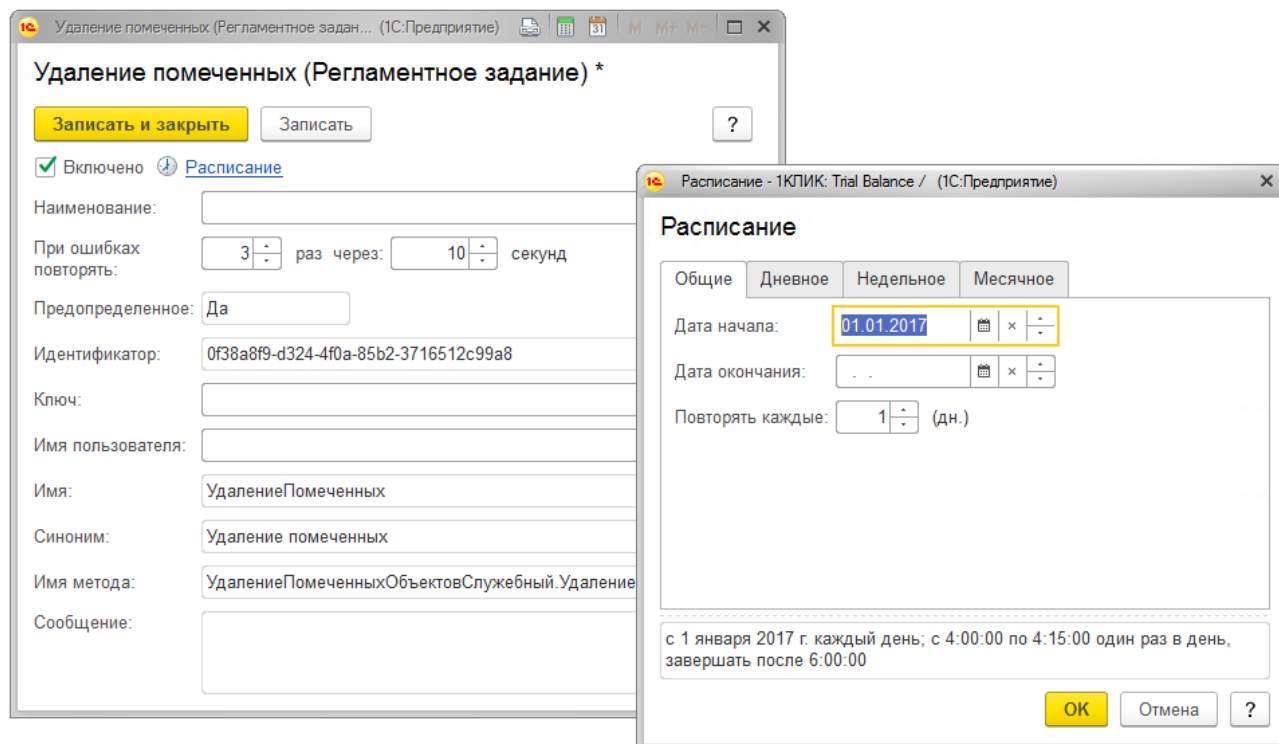 Удаление помеченных (Регламентное задан... (1С:Предприятие)
31 M M+ M-
Удаление помеченных (Регламентное задание) *
Записать и закрыть Записать ?
Включено Расписание
Наименование:
При ошибках повторять: 3 раз через: 10 секунд
Предопределенное: Да
Идентификатор: 0f38a8f9-d324-4f0a-85b2-3716512c99a8
Ключ:
Имя пользователя:
Имя: УдалениеПомеченных
Синоним: Удаление помеченных
Имя метода: УдалениеПомеченныхОбъектовСлужебный.Удаление
Сообщение:
Расписание - 1КЛИК: Trial Balance / (1С:Предприятие)
Расписание
Общие Дневное Недельное Месячное
Дата начала: 01.01.2017
Дата окончания: . .
Повторять каждые: 1 (дн.)
с 1 января 2017 г. каждый день; с 4:00:00 по 4:15:00 один раз в день,
завершать после 6:00:00
OK Отмена ?